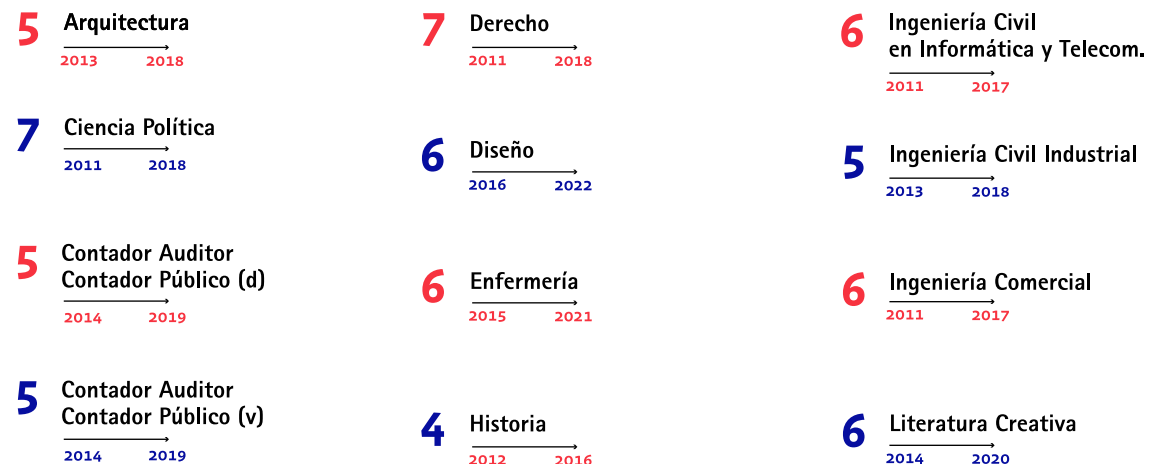 5 Arquitectura
2013 2018
7 Ciencia Política
2011 2018
5 Contador Auditor
Contador Público (d)
2014 2019
5 Contador Auditor
Contador Público (v)
2014 2019
7 Derecho
2011 2018
6 Diseño
2016 2022
6 Enfermería
2015 2021
4 Historia
2012 2016
6 Ingeniería Civil
en Informática y Telecom.
2011 2017
5 Ingeniería Civil Industrial
2013 2018
6 Ingeniería Comercial
2011 2017
6 Literatura Creativa
2014 2020